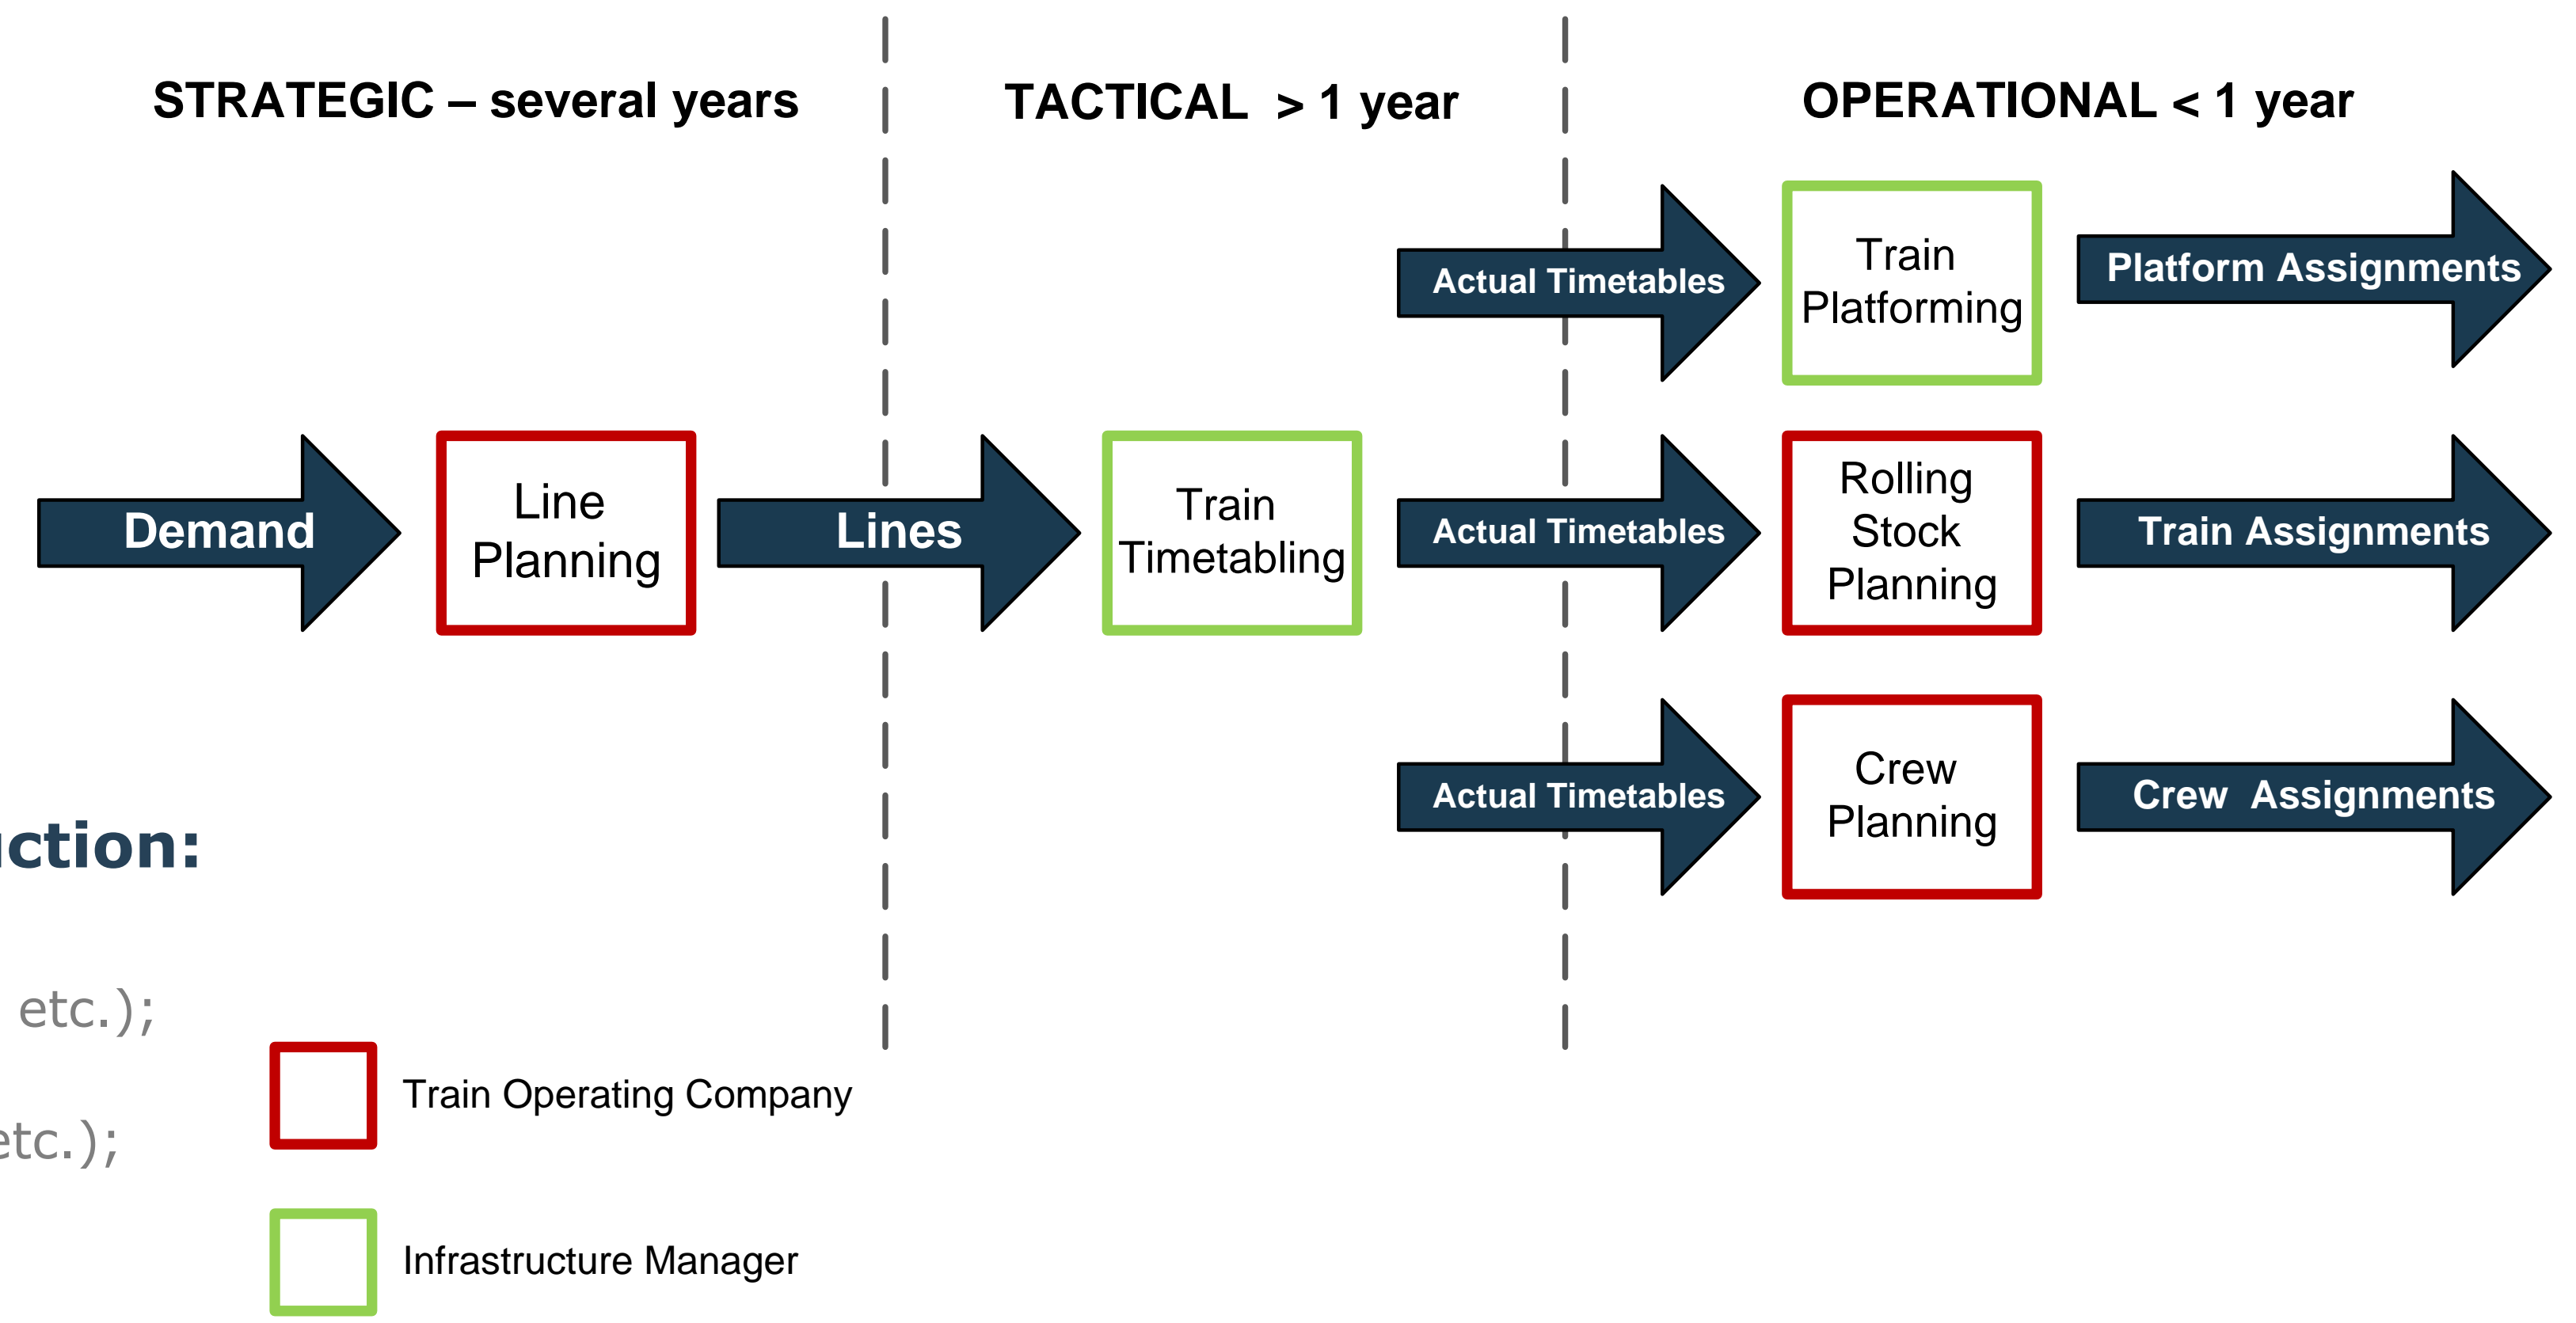 STRATEGIC – several years
TACTICAL > 1 year
OPERATIONAL < 1 year
Actual Timetables
Train
Platforming
Platform Assignments
Demand
Line
Planning
Lines
Train
Timetabling
Actual Timetables
Rolling
Stock
Planning
Train Assignments
Actual Timetables
Crew
Planning
Crew Assignments
etc.);
etc.);
Train Operating Company
Infrastructure Manager